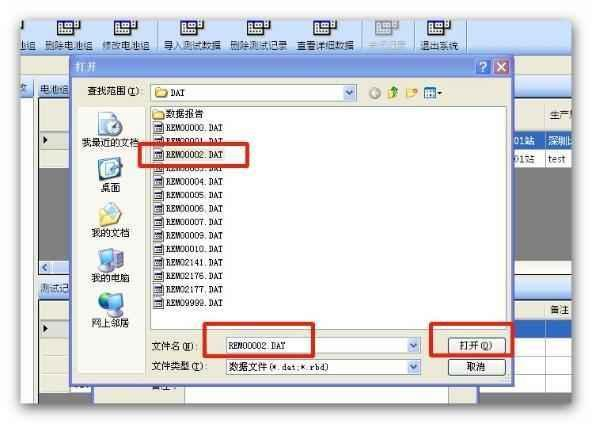 池组 删除电池组 修改电池组 导入测试数据 删除测试记录 查看详细数据 退出系统
打开
查找范围(I): DAT
电池组
生产
我最近的文档
桌面
我的文档
我的电脑
网上邻居
数据报告
REM00000.DAT
REM00001.DAT
REM00002.DAT
REM00003.DAT
REM00004.DAT
REM00005.DAT
REM00006.DAT
REM00007.DAT
REM00009.DAT
REM00010.DAT
REM02141.DAT
REM02176.DAT
REM02177.DAT
REM09999.DAT
01站 深圳
01站 test
测试记
备注
文件名(N): REM00002.DAT 打开(O)
文件类型(T): 数据文件(*.dat;*.rbd) 取消